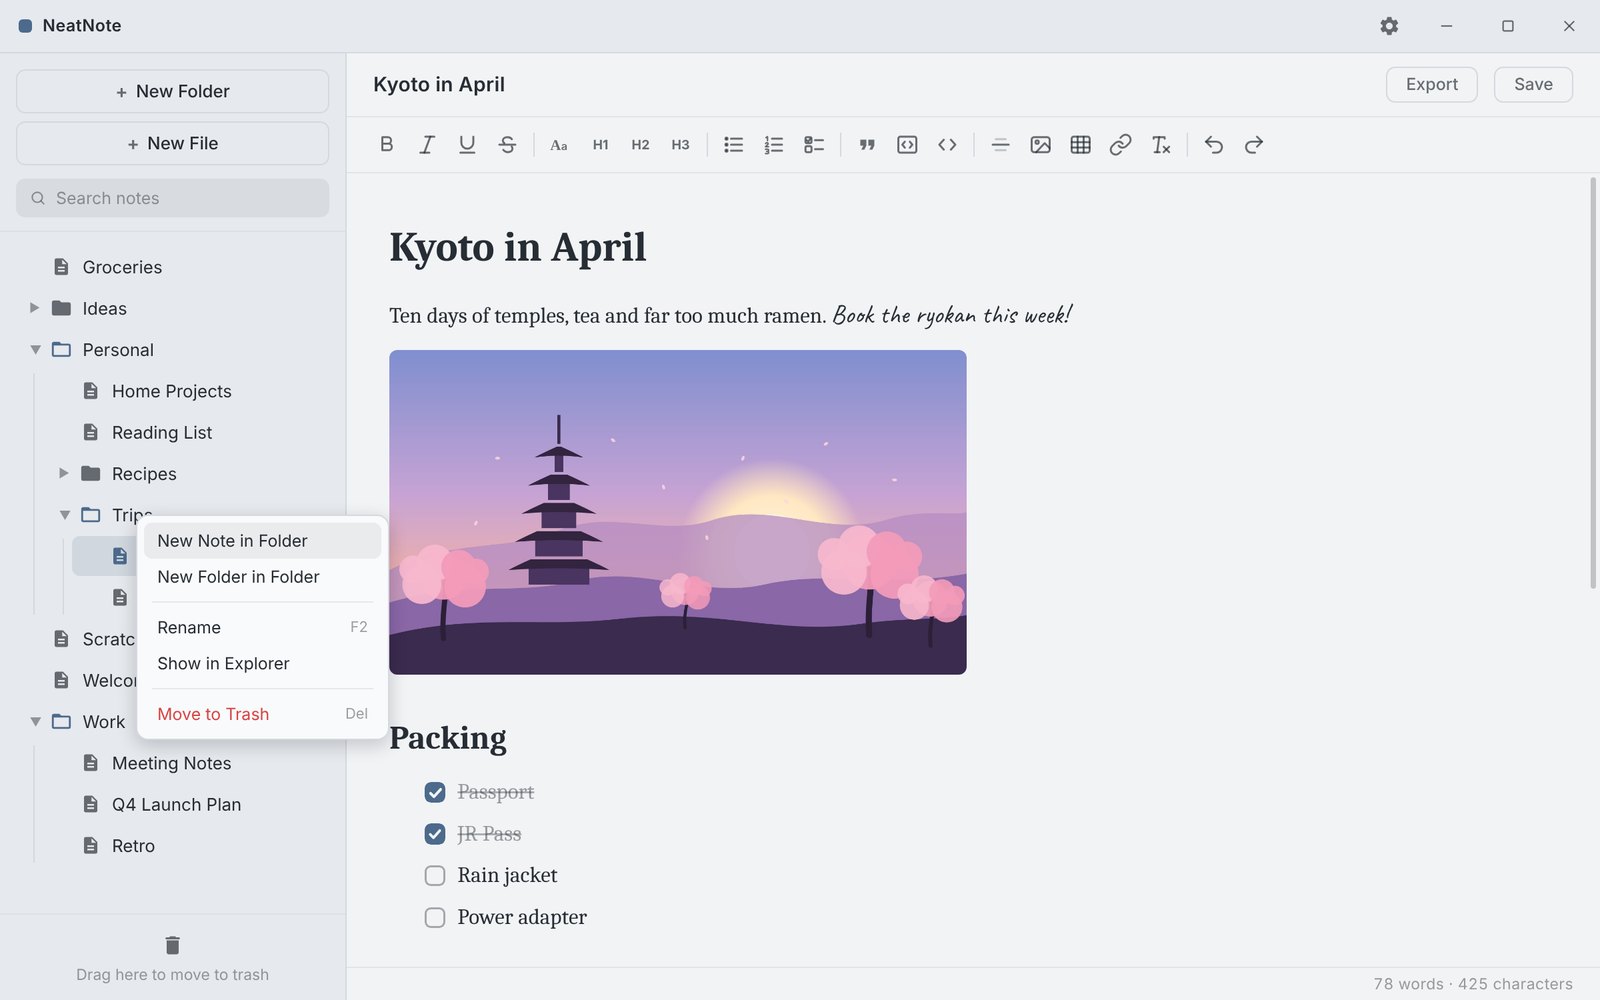 NeatNote
+ New Folder
+ New File
Search notes
Groceries
Ideas
Personal
Home Projects
Reading List
Recipes
Trips
Scratc
Welcom
Work
Meeting Notes
Q4 Launch Plan
Retro
Drag here to move to trash
New Note in Folder
New Folder in Folder
Rename F2
Show in Explorer
Move to Trash Del
Kyoto in April
Export Save
B I U S Aa H1 H2 H3
Kyoto in April
Ten days of temples, tea and far too much ramen. Book the ryokan this week!
Packing
Passport
JR Pass
Rain jacket
Power adapter
78 words · 425 characters